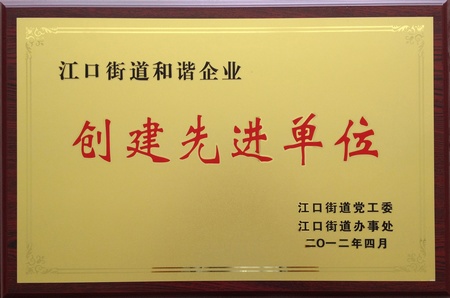 江口街道和谐企业
创建先进单位
江口街道党工委
江口街道办事处
二〇一二年四月